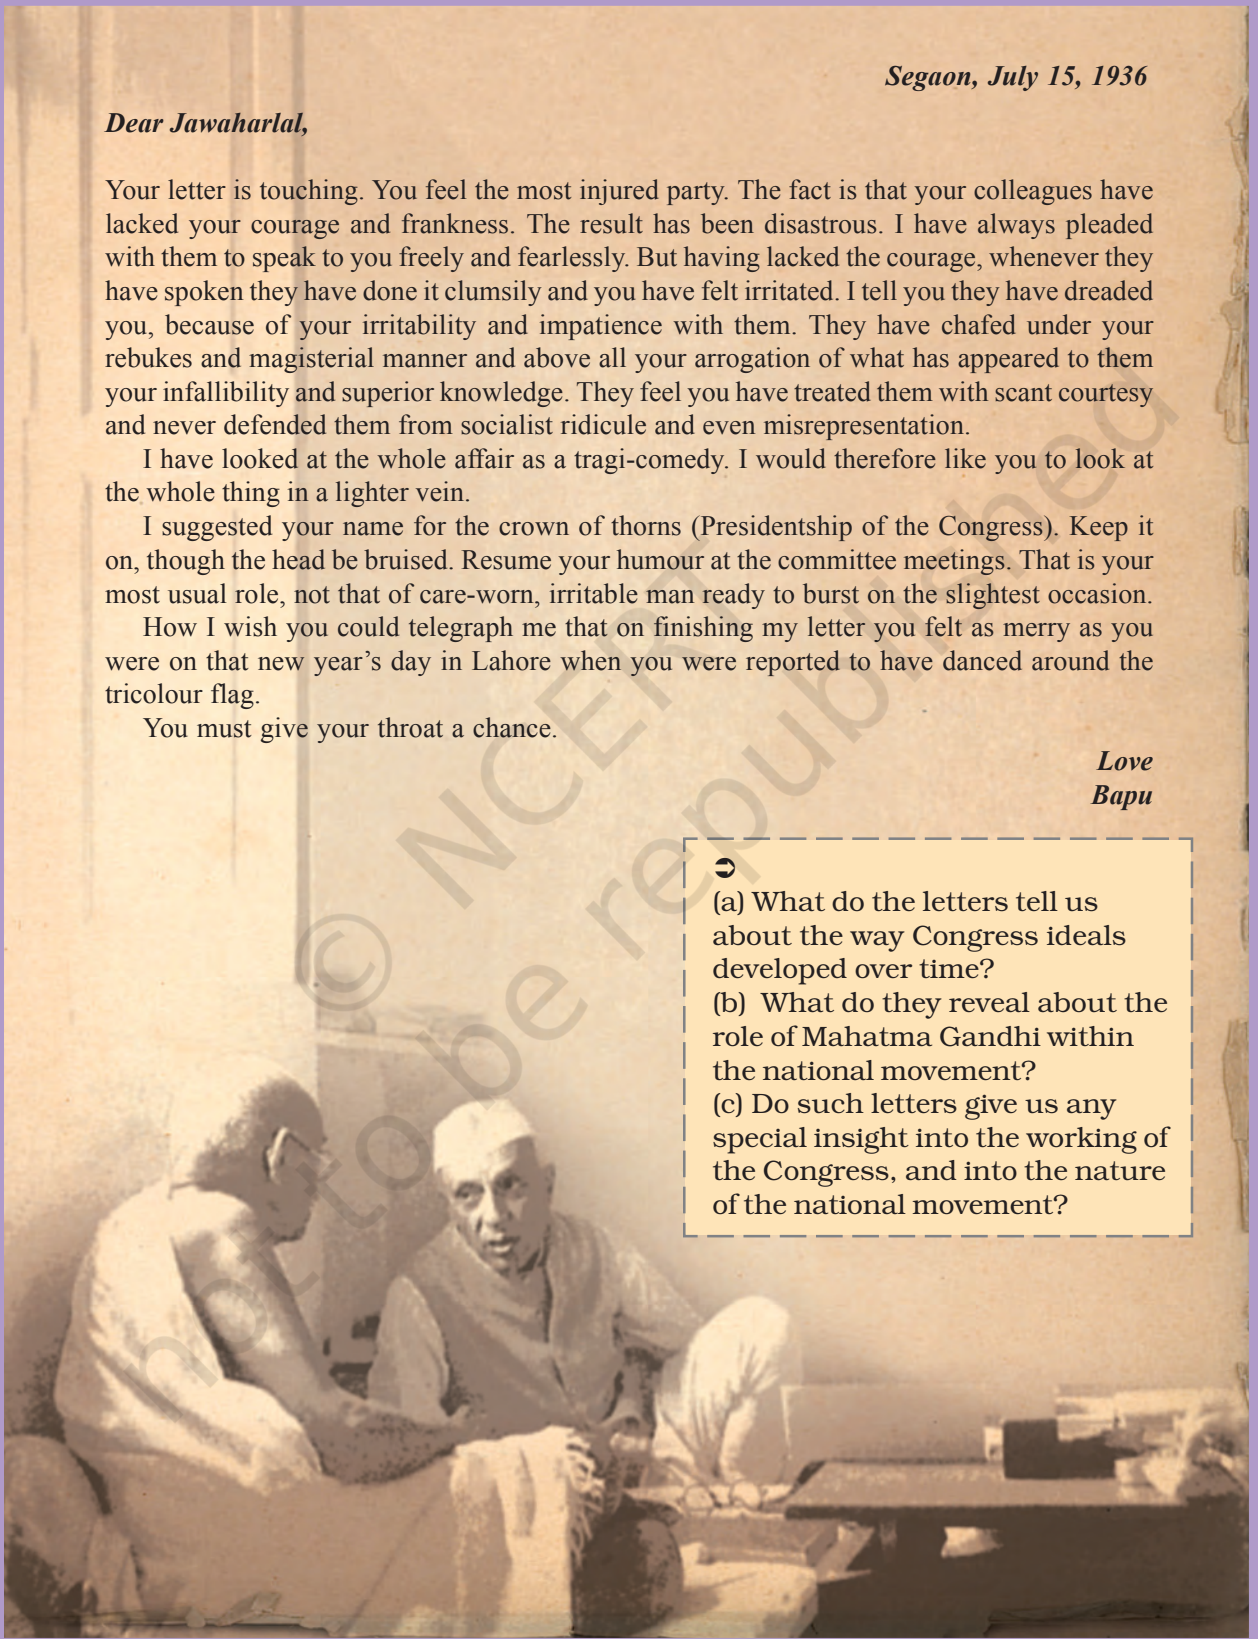 Segaon, July 15, 1936
Dear Jawaharlal,
Your letter is touching. You feel the most injured party. The fact is that your colleagues have
lacked your courage and frankness. The result has been disastrous. I have always pleaded
with them to speak to you freely and fearlessly. But having lacked the courage, whenever they
have spoken they have done it clumsily and you have felt irritated. I tell you they have dreaded
you, because of your irritability and impatience with them. They have chafed under your
rebukes and magisterial manner and above all your arrogation of what has appeared to them
your infallibility and superior knowledge. They feel you have treated them with scant courtesy
and never defended them from socialist ridicule and even misrepresentation.
I have looked at the whole affair as a tragi-comedy. I would therefore like you to look at
the whole thing in a lighter vein.
I suggested your name for the crown of thorns (Presidentship of the Congress). Keep it
on, though the head be bruised. Resume your humour at the committee meetings. That is your
most usual role, not that of care-worn, irritable man ready to burst on the slightest occasion.
How I wish you could telegraph me that on finishing my letter you felt as merry as you
were on that new year’s day in Lahore when you were reported to have danced around the
tricolour flag.
You must give your throat a chance.
Love
Bapu
➲
(a) What do the letters tell us
about the way Congress ideals
developed over time?
(b) What do they reveal about the
role of Mahatma Gandhi within
the national movement?
(c) Do such letters give us any
special insight into the working of
the Congress, and into the nature
of the national movement?
© NCERT
not to be republished